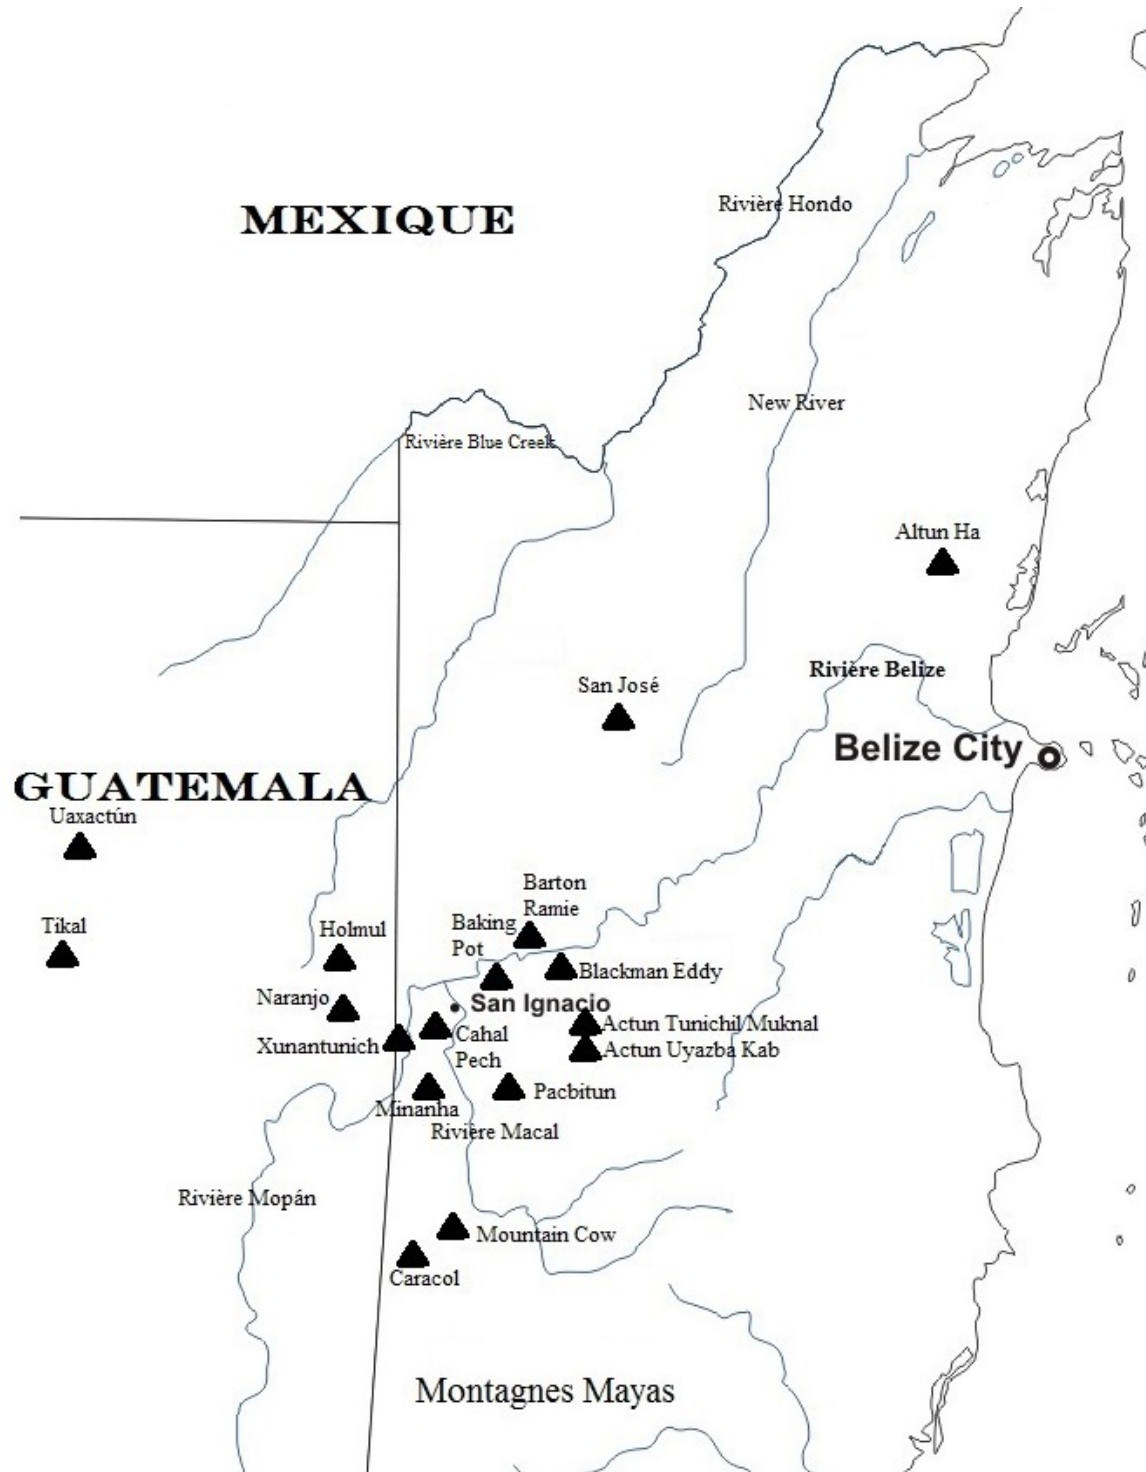 MEXIQUE
Rivière Hondo
New River
Rivière Blue Creek
Altun Ha
Rivière Belize
San José
Belize City
GUATEMALA
Uaxactún
Barton
Ramie
Baking
Pot
Tikal
Holmul
Blackman Eddy
Naranjo
San Ignacio
Actun Tunichil Muknal
Xunantunich
Cahal
Pech
Actun Uyazba Kab
Pacbitun
Minanha
Rivière Macal
Rivière Mopán
Mountain Cow
Caracol
Montagnes Mayas